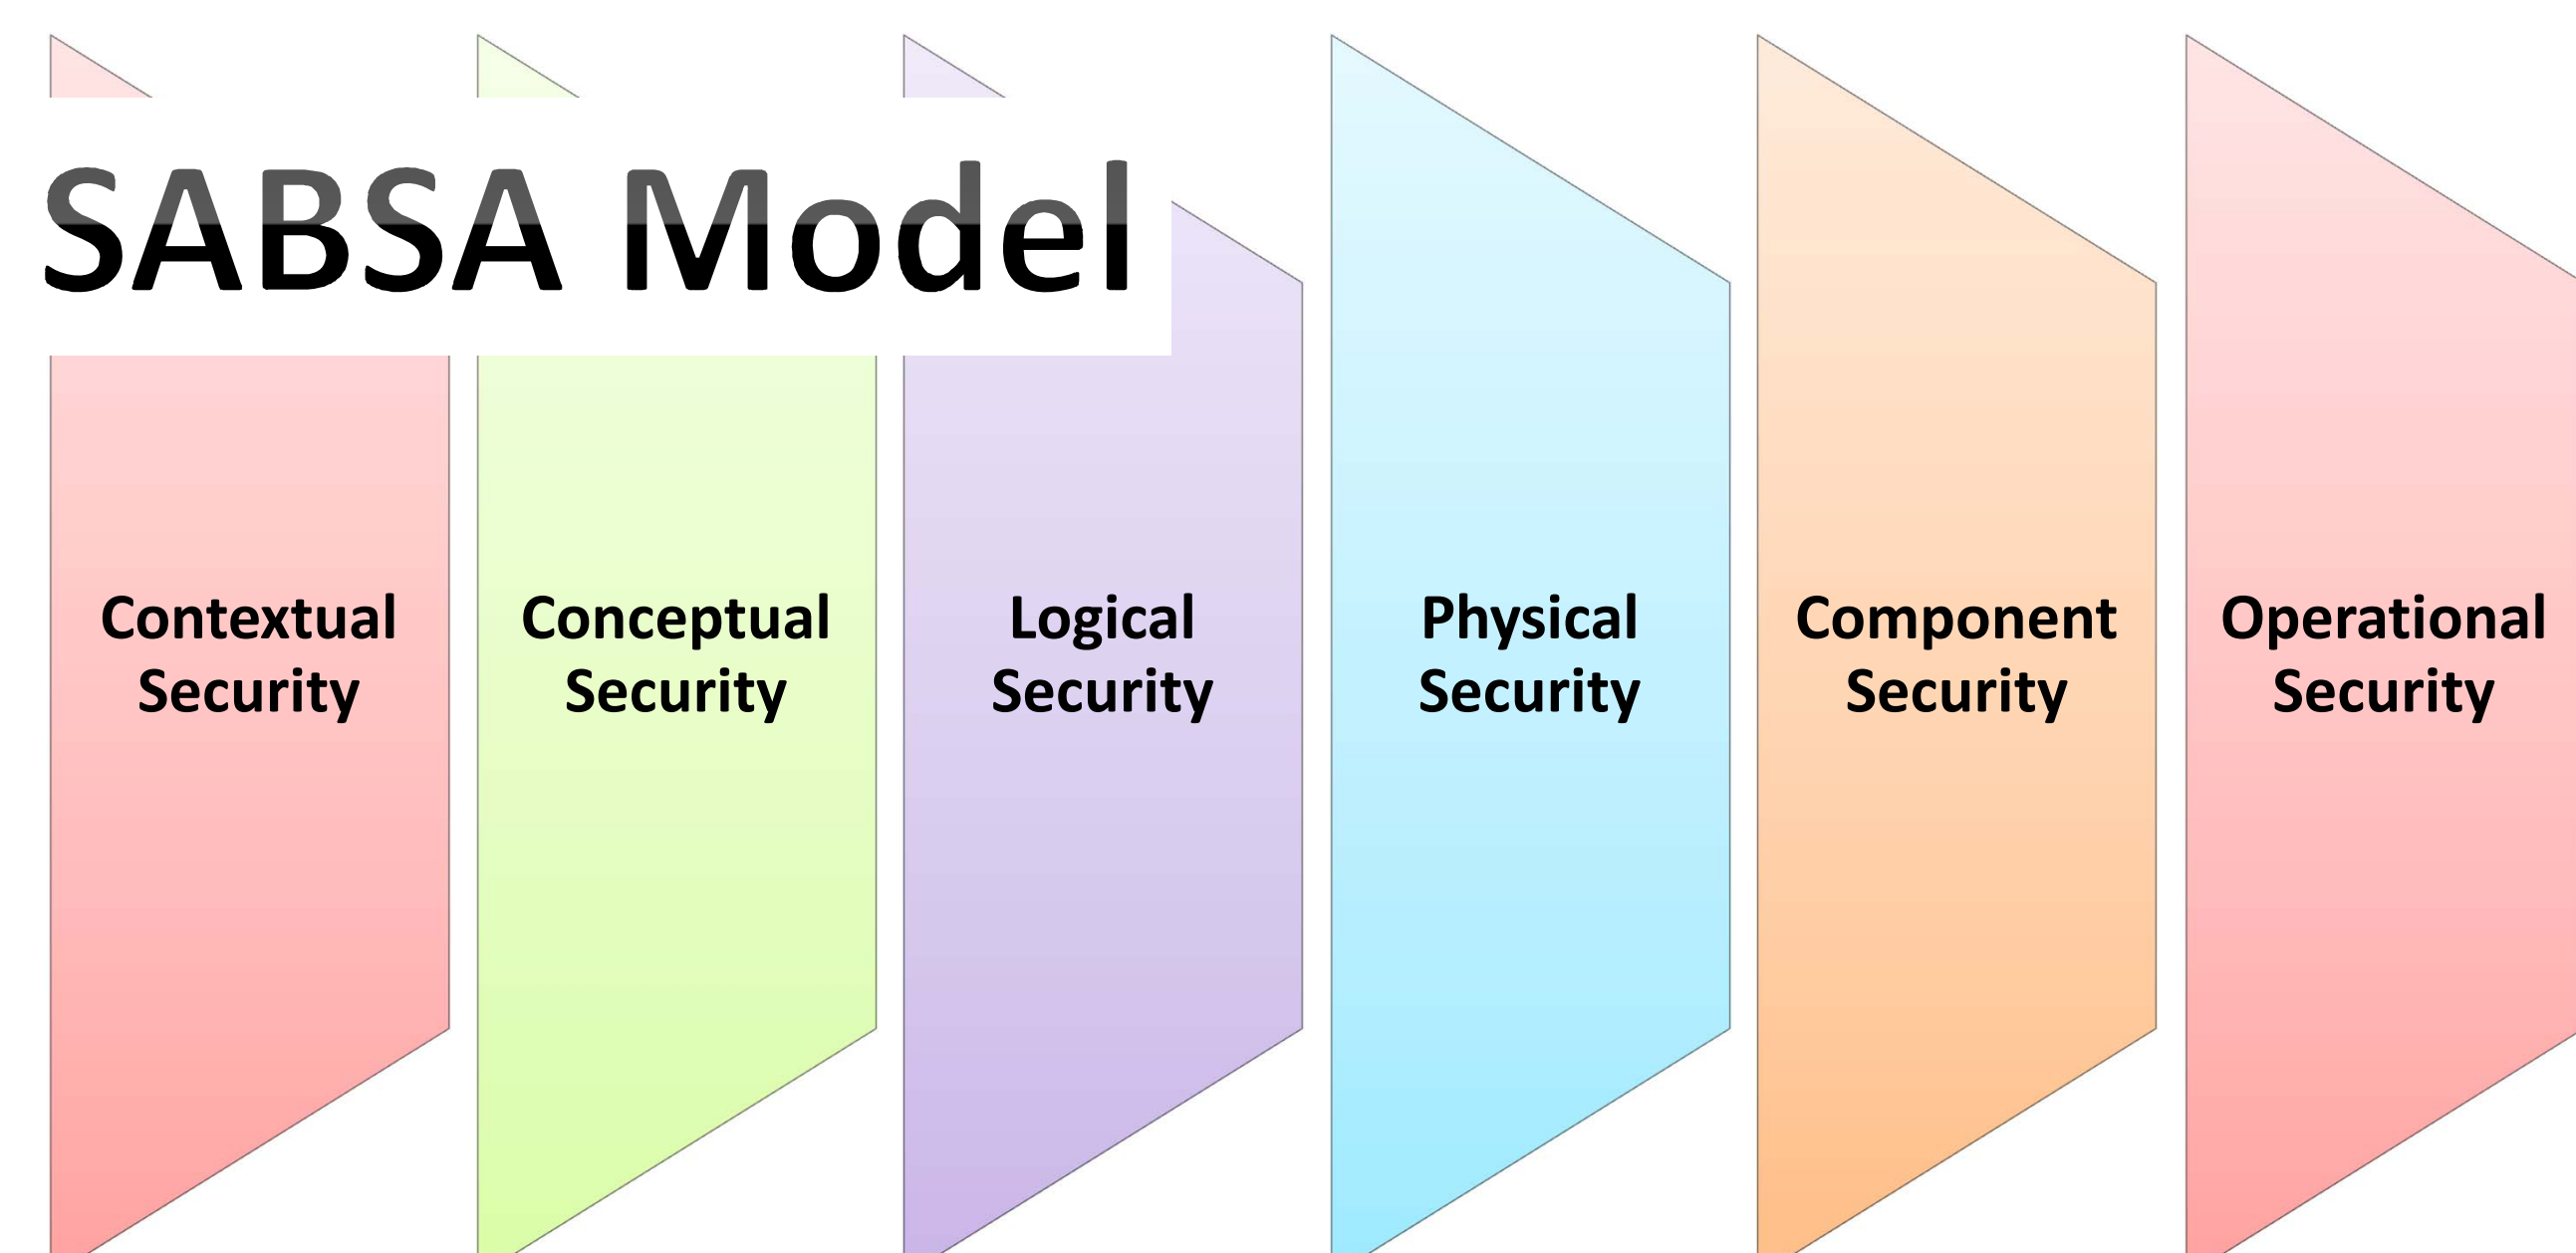 SABSA Model
Contextual
Security
Conceptual
Security
Logical
Security
Physical
Security
Component
Security
Operational
Security